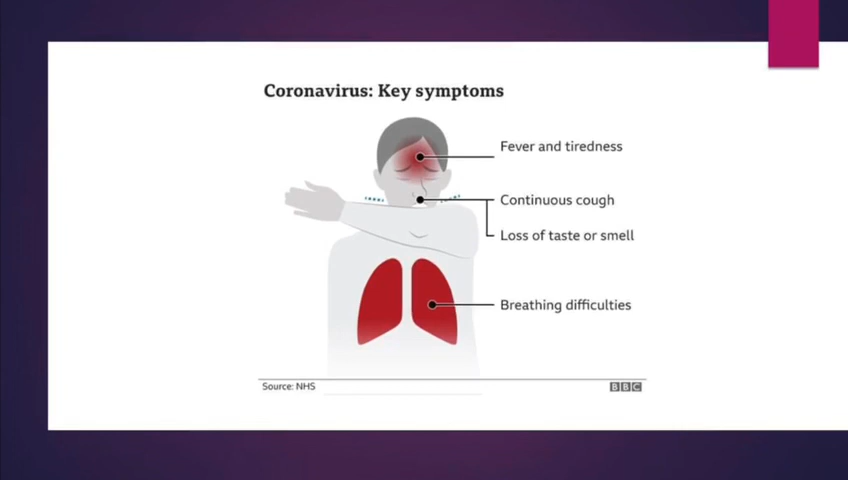 Coronavirus: Key symptoms
Fever and tiredness
Continuous cough
Loss of taste or smell
Breathing difficulties
Source: NHS
BBC